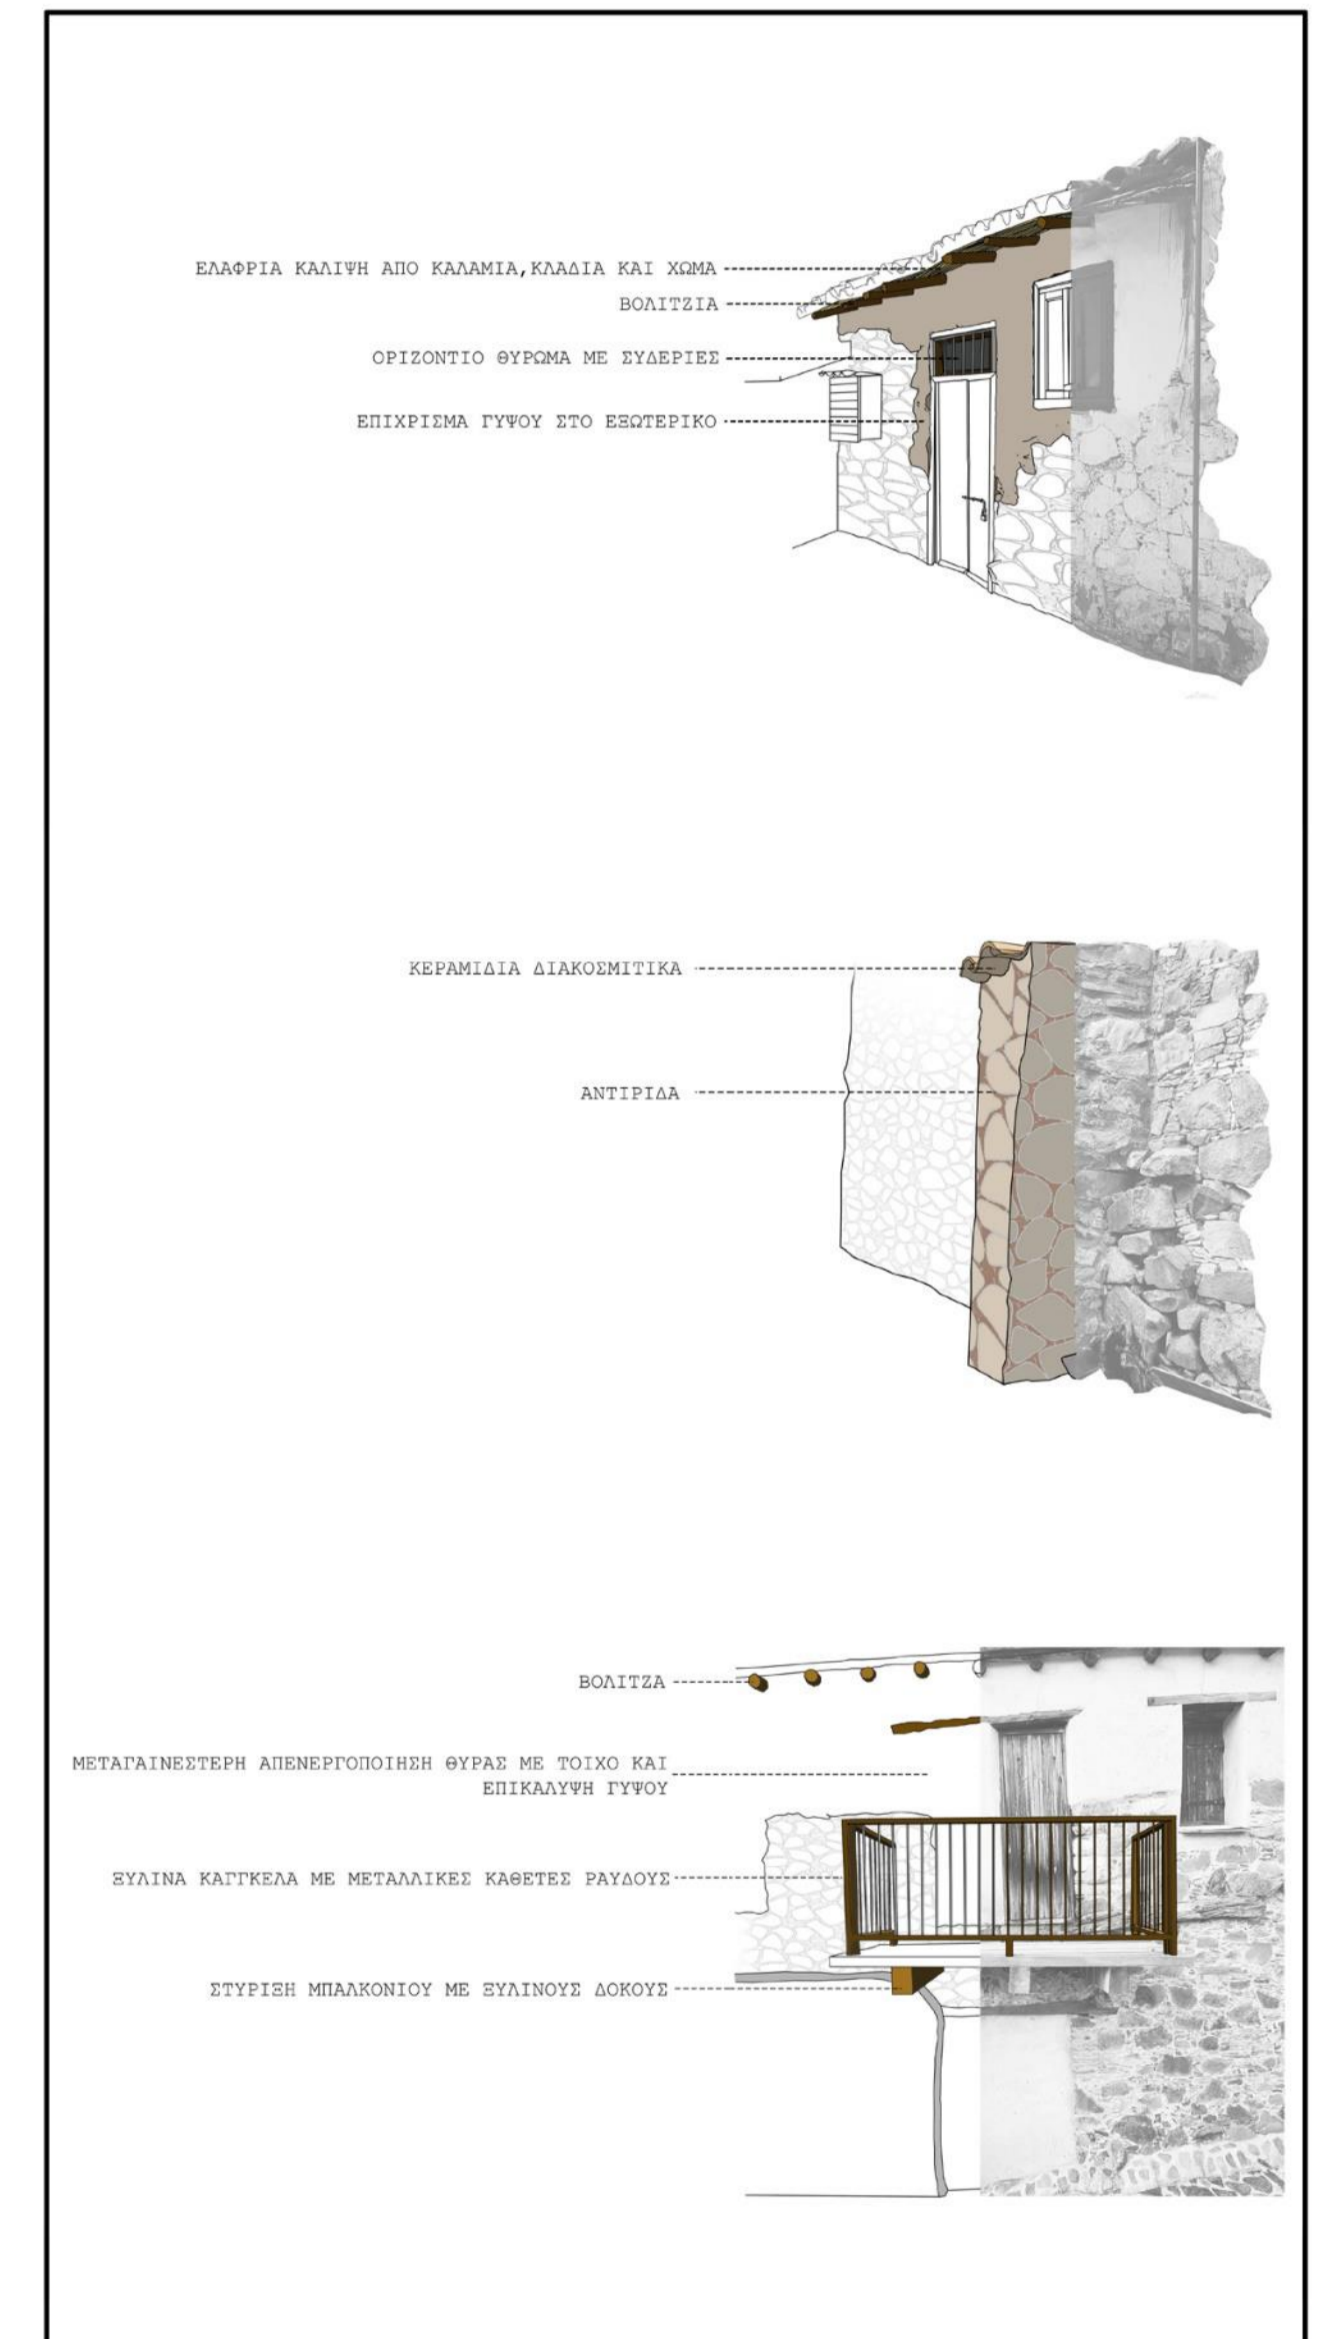 ΕΛΑΦΡΙΑ ΚΑΛΙΨΗ ΑΠΟ ΚΑΛΑΜΙΑ,ΚΛΑΔΙΑ ΚΑΙ ΧΩΜΑ
ΒΟΛΙΤΖΙΑ
ΟΡΙΖΟΝΤΙΟ ΘΥΡΩΜΑ ΜΕ ΣΥΔΕΡΙΕΣ
ΕΠΙΧΡΙΣΜΑ ΓΥΨΟΥ ΣΤΟ ΕΞΩΤΕΡΙΚΟ
ΚΕΡΑΜΙΔΙΑ ΔΙΑΚΟΣΜΙΤΙΚΑ
ΑΝΤΙΡΙΔΑ
ΒΟΛΙΤΖΑ
ΜΕΤΑΓΑΙΝΕΣΤΕΡΗ ΑΠΕΝΕΡΓΟΠΟΙΗΣΗ ΘΥΡΑΣ ΜΕ ΤΟΙΧΟ ΚΑΙ
ΕΠΙΚΑΛΥΨΗ ΓΥΨΟΥ
ΞΥΛΙΝΑ ΚΑΓΓΚΕΛΑ ΜΕ ΜΕΤΑΛΛΙΚΕΣ ΚΑΘΕΤΕΣ ΡΑΥΔΟΥΣ
ΣΤΥΡΙΞΗ ΜΠΑΛΚΟΝΙΟΥ ΜΕ ΞΥΛΙΝΟΥΣ ΔΟΚΟΥΣ